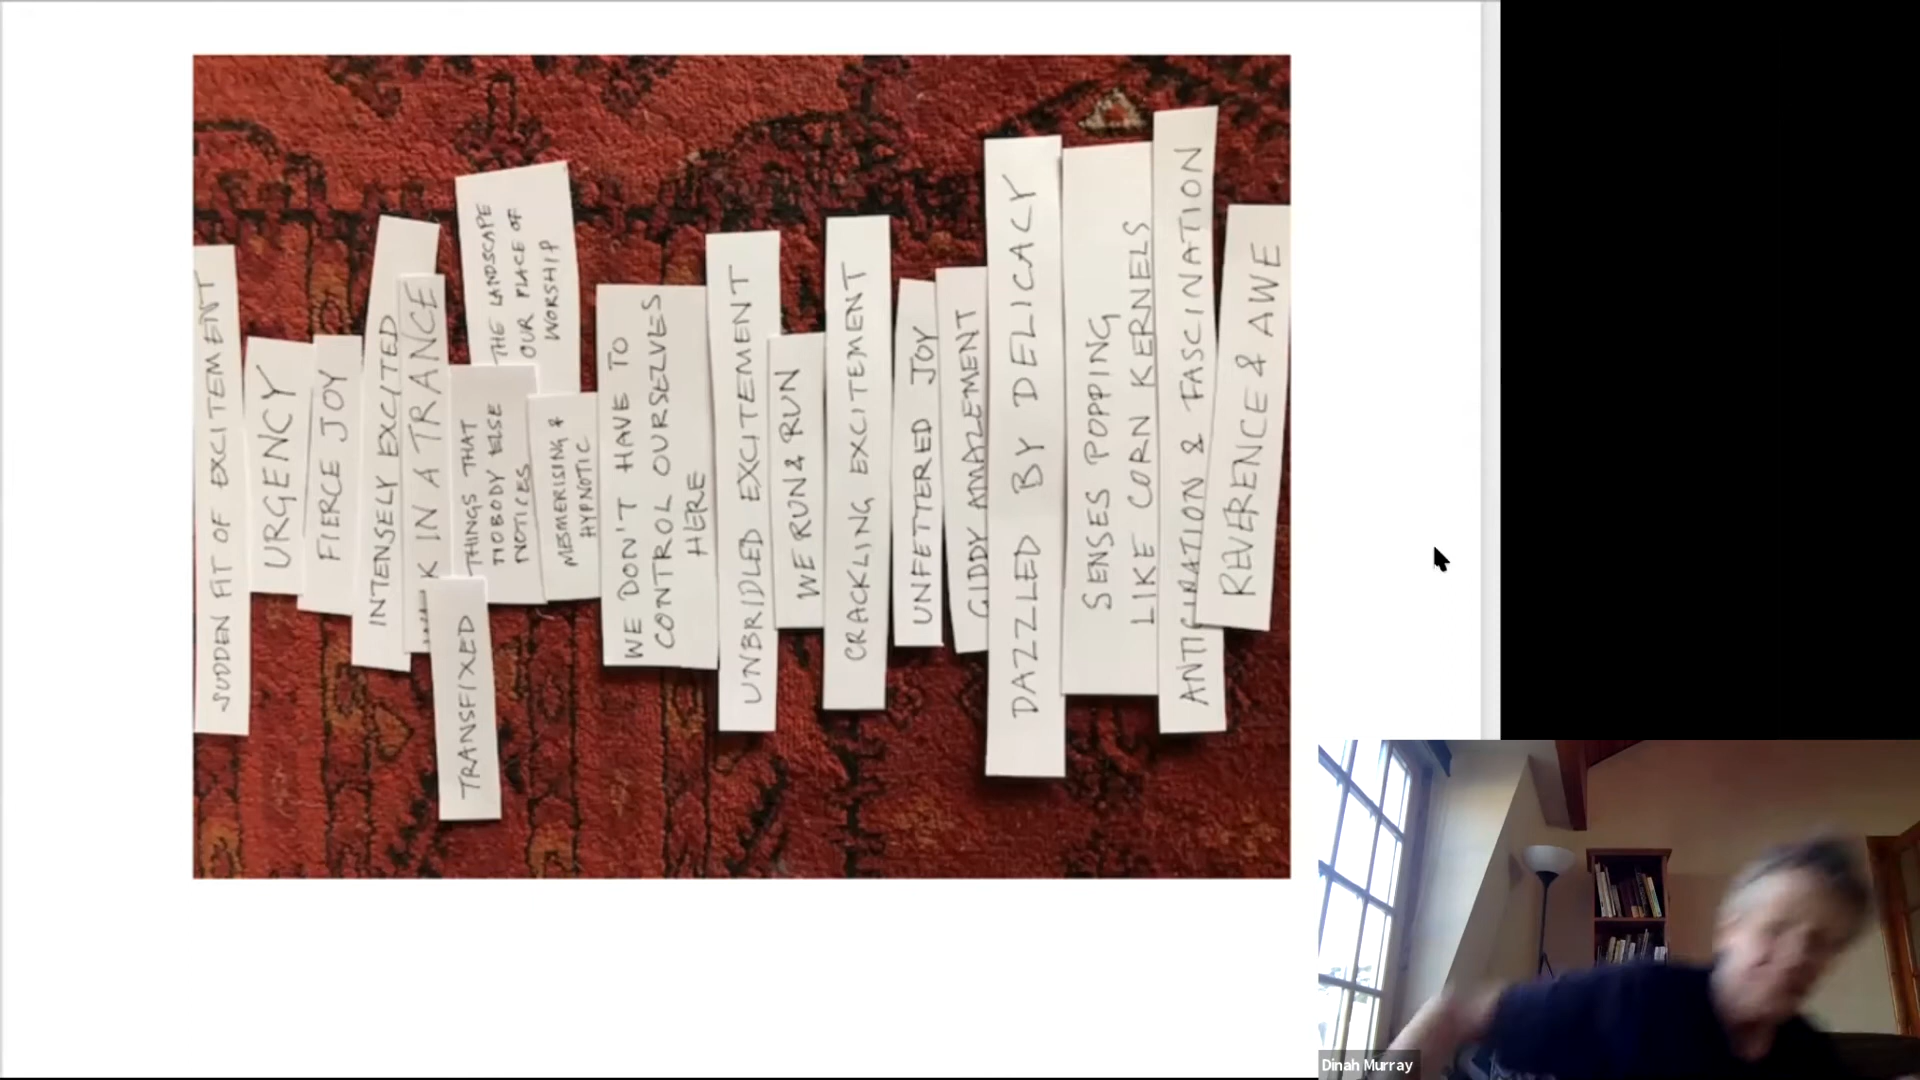 SUDDEN FIT OF EXCITEMENT
URGENCY
FIERCE JOY
INTENSELY EXCITED
IN A TRANCE
TRANSFIXED
THE LANDSCAPE
OUR PLACE OF
WORSHIP
THINGS THAT
NOBODY ELSE
NOTICES
MESMERISING &
HYPNOTIC
WE DON'T HAVE TO
CONTROL OURSELVES
HERE
UNBRIDLED EXCITEMENT
WE RUN & RUN
CRACKLING EXCITEMENT
UNFETTERED JOY
GIDDY AMAZEMENT
DAZZLED BY DELICACY
SENSES POPPING
LIKE CORN KERNELS
ANTICIPATION & FASCINATION
REVERENCE & AWE
Dinah Murray